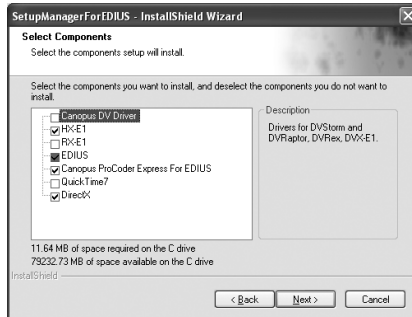 SetupManagerForEDIUS - InstallShield Wizard
Select Components
Select the components setup will install.
Select the components you want to install, and deselect the components you do not want to
install.
Canopus DV Driver
HX-E1
RX-E1
EDIUS
Canopus ProCoder Express For EDIUS
QuickTime7
DirectX
Description
Drivers for DVStorm and
DVRaptor, DVRex, DVX-E1.
11.64 MB of space required on the C drive
79232.73 MB of space available on the C drive
InstallShield
< Back
Next >
Cancel